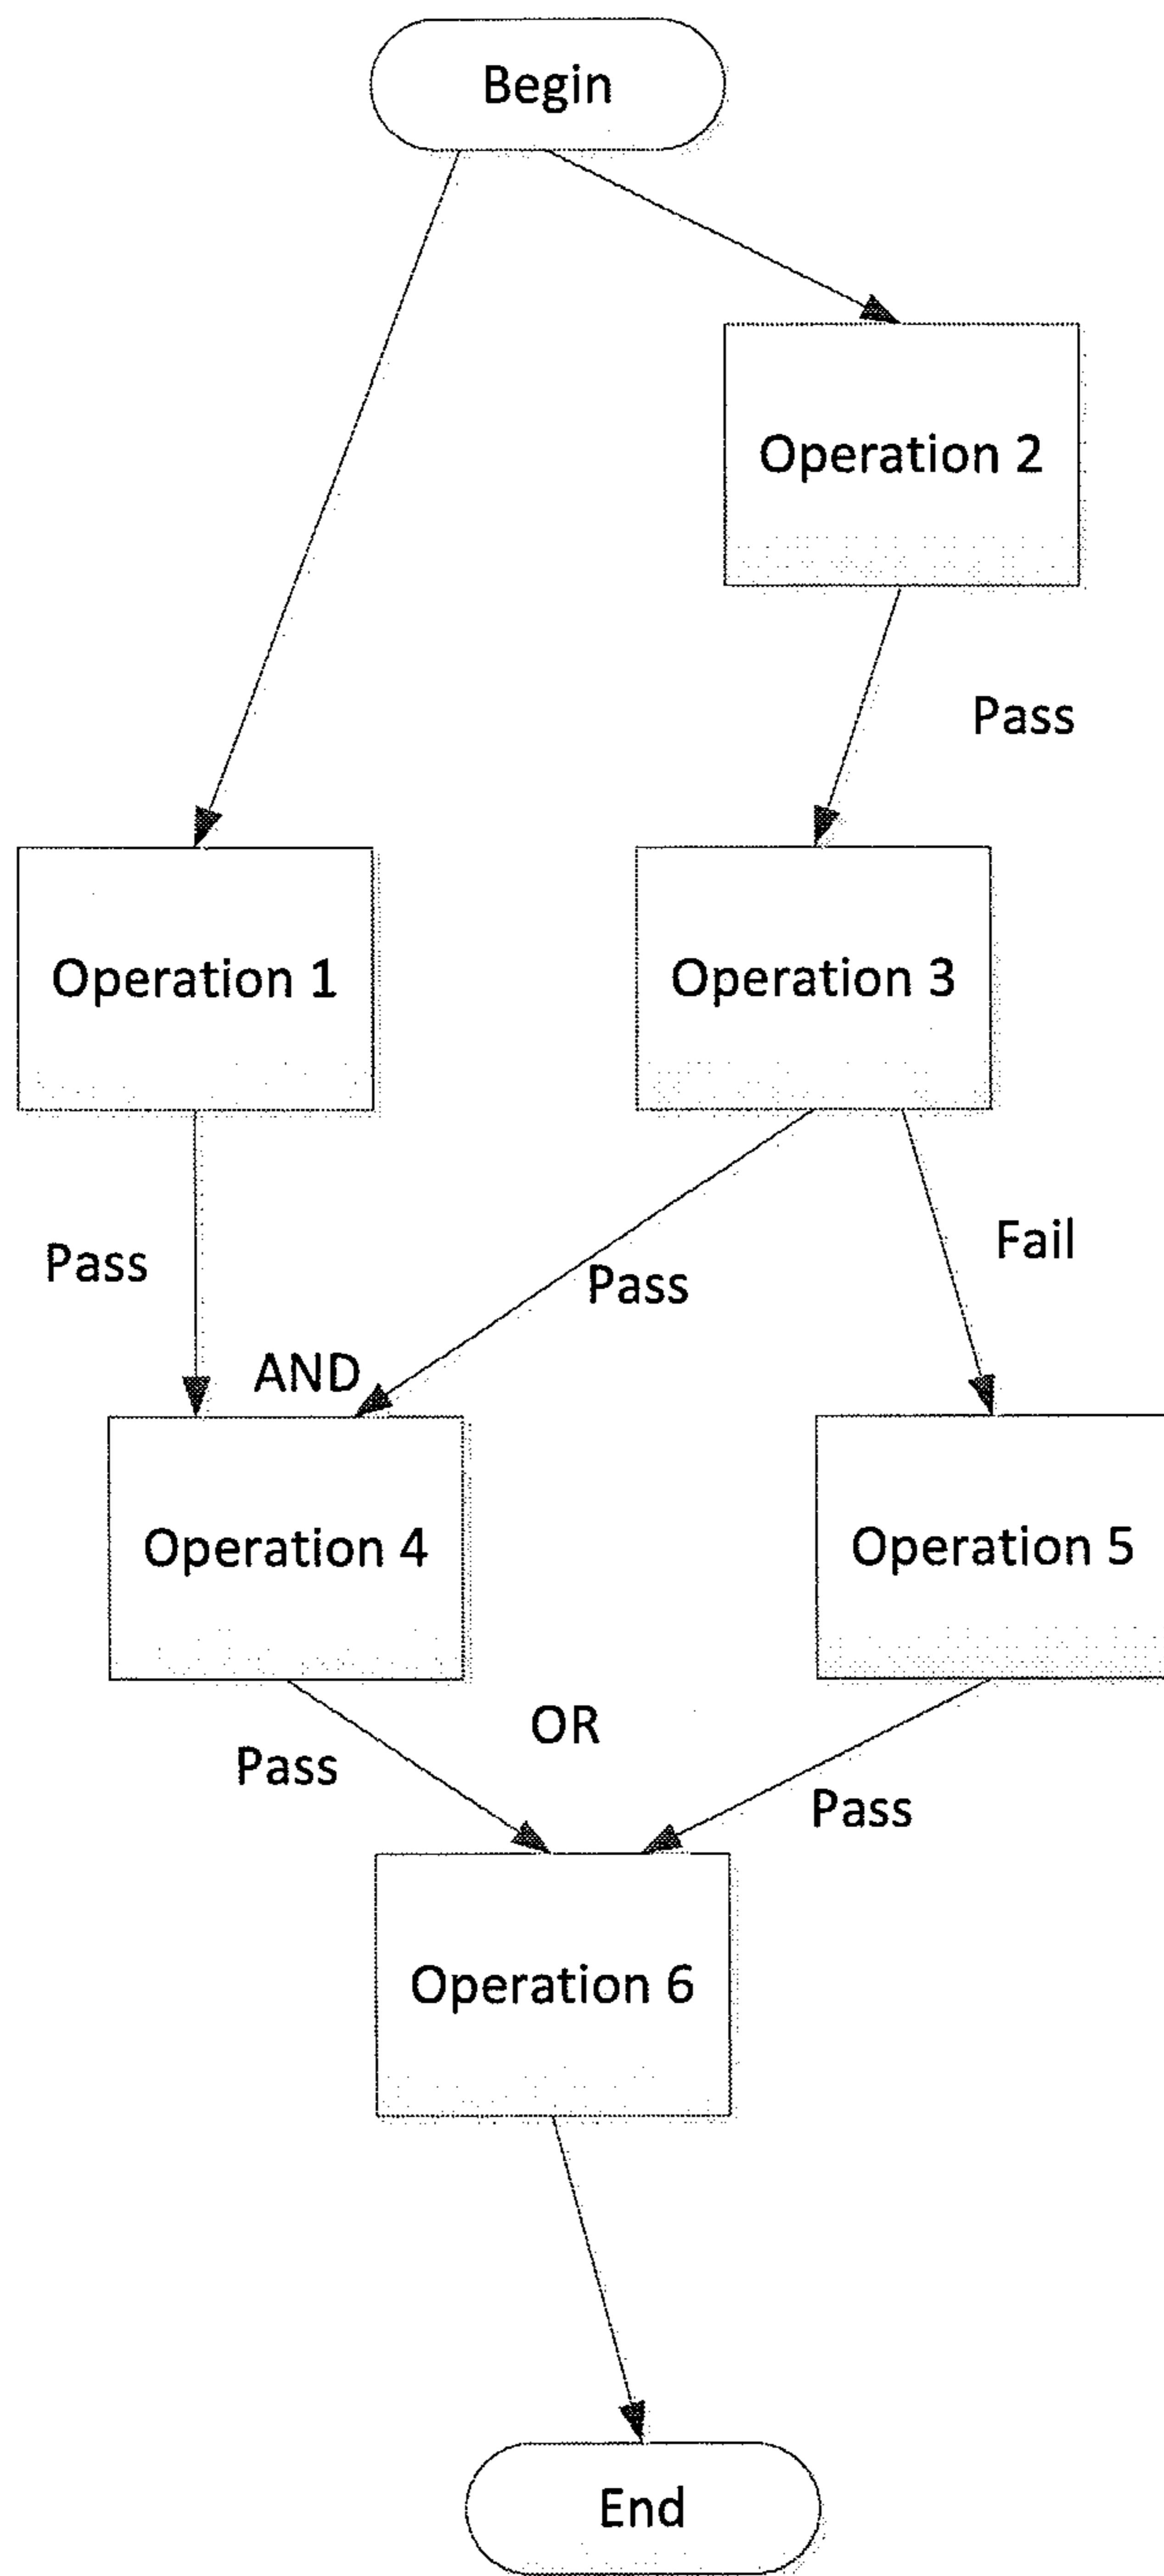 Begin
Operation 2
Pass
Operation 1
Operation 3
Pass
Pass
Fail
AND
Operation 4
Operation 5
OR
Pass
Pass
Operation 6
End